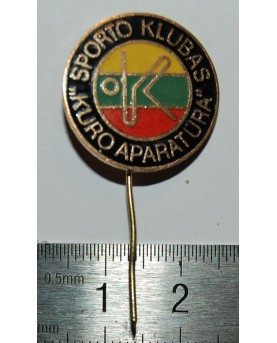 SPORTO KLUBAS
"KURO APARATŪRA"
0.5mm
1 2